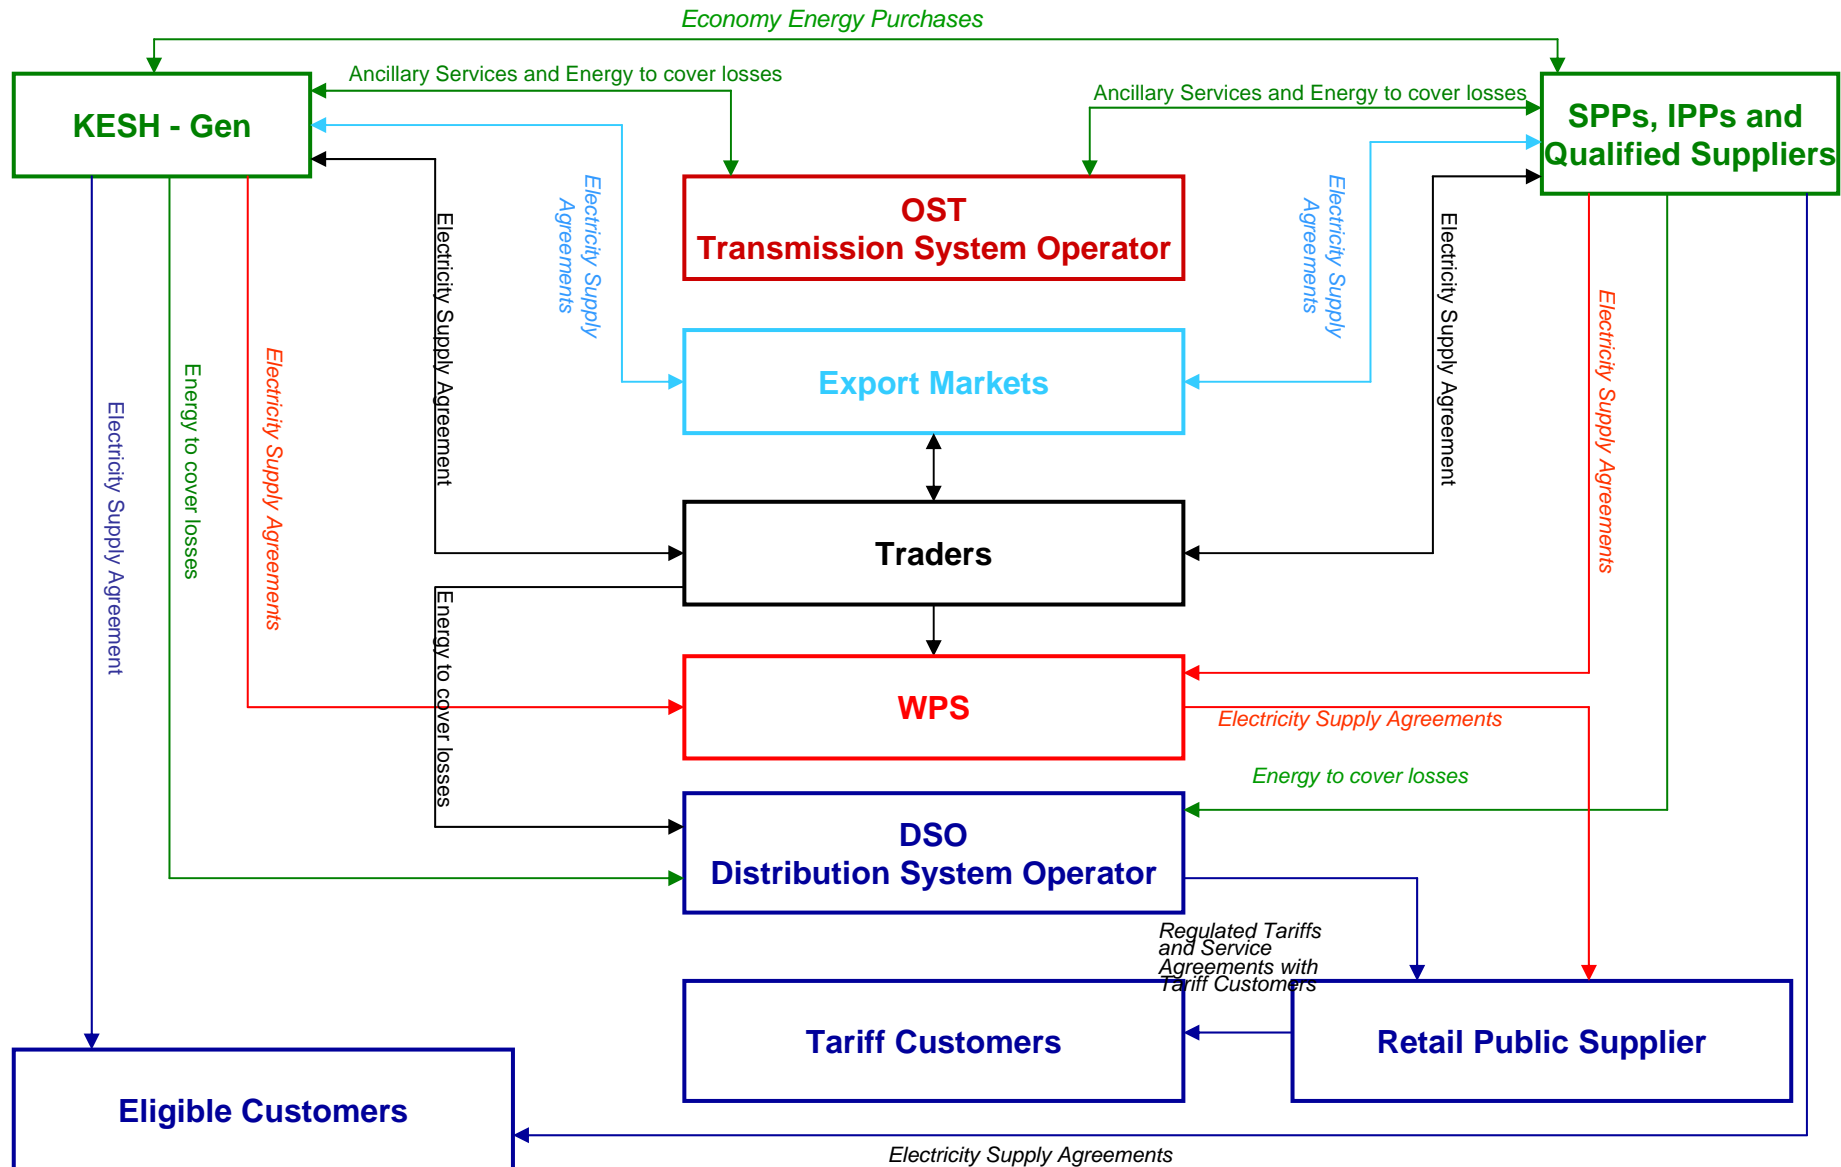 Economy Energy Purchases
Ancillary Services and Energy to cover losses
Ancillary Services and Energy to cover losses
KESH - Gen
SPPs, IPPs and
Qualified Suppliers
OST
Transmission System Operator
Electricity Supply
Agreements
Electricity Supply
Agreements
Electricity Supply Agreement
Electricity Supply Agreement
Electricity Supply Agreements
Export Markets
Electricity Supply Agreement
Energy to cover losses
Electricity Supply Agreements
Traders
Energy to cover losses
WPS
Electricity Supply Agreements
Energy to cover losses
DSO
Distribution System Operator
Regulated Tariffs
and Service
Agreements with
Tariff Customers
Tariff Customers
Retail Public Supplier
Eligible Customers
Electricity Supply Agreements